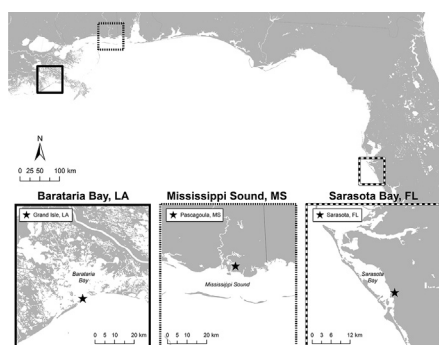 N
0 25 50 100 km
Barataria Bay, LA
Mississippi Sound, MS
Sarasota Bay, FL
Grand Isle, LA
Pascagoula, MS
Sarasota, FL
Barataria
Bay
Mississippi Sound
Sarasota
Bay
0 10 20 km
0 10 20 km
0 3 6 12 km